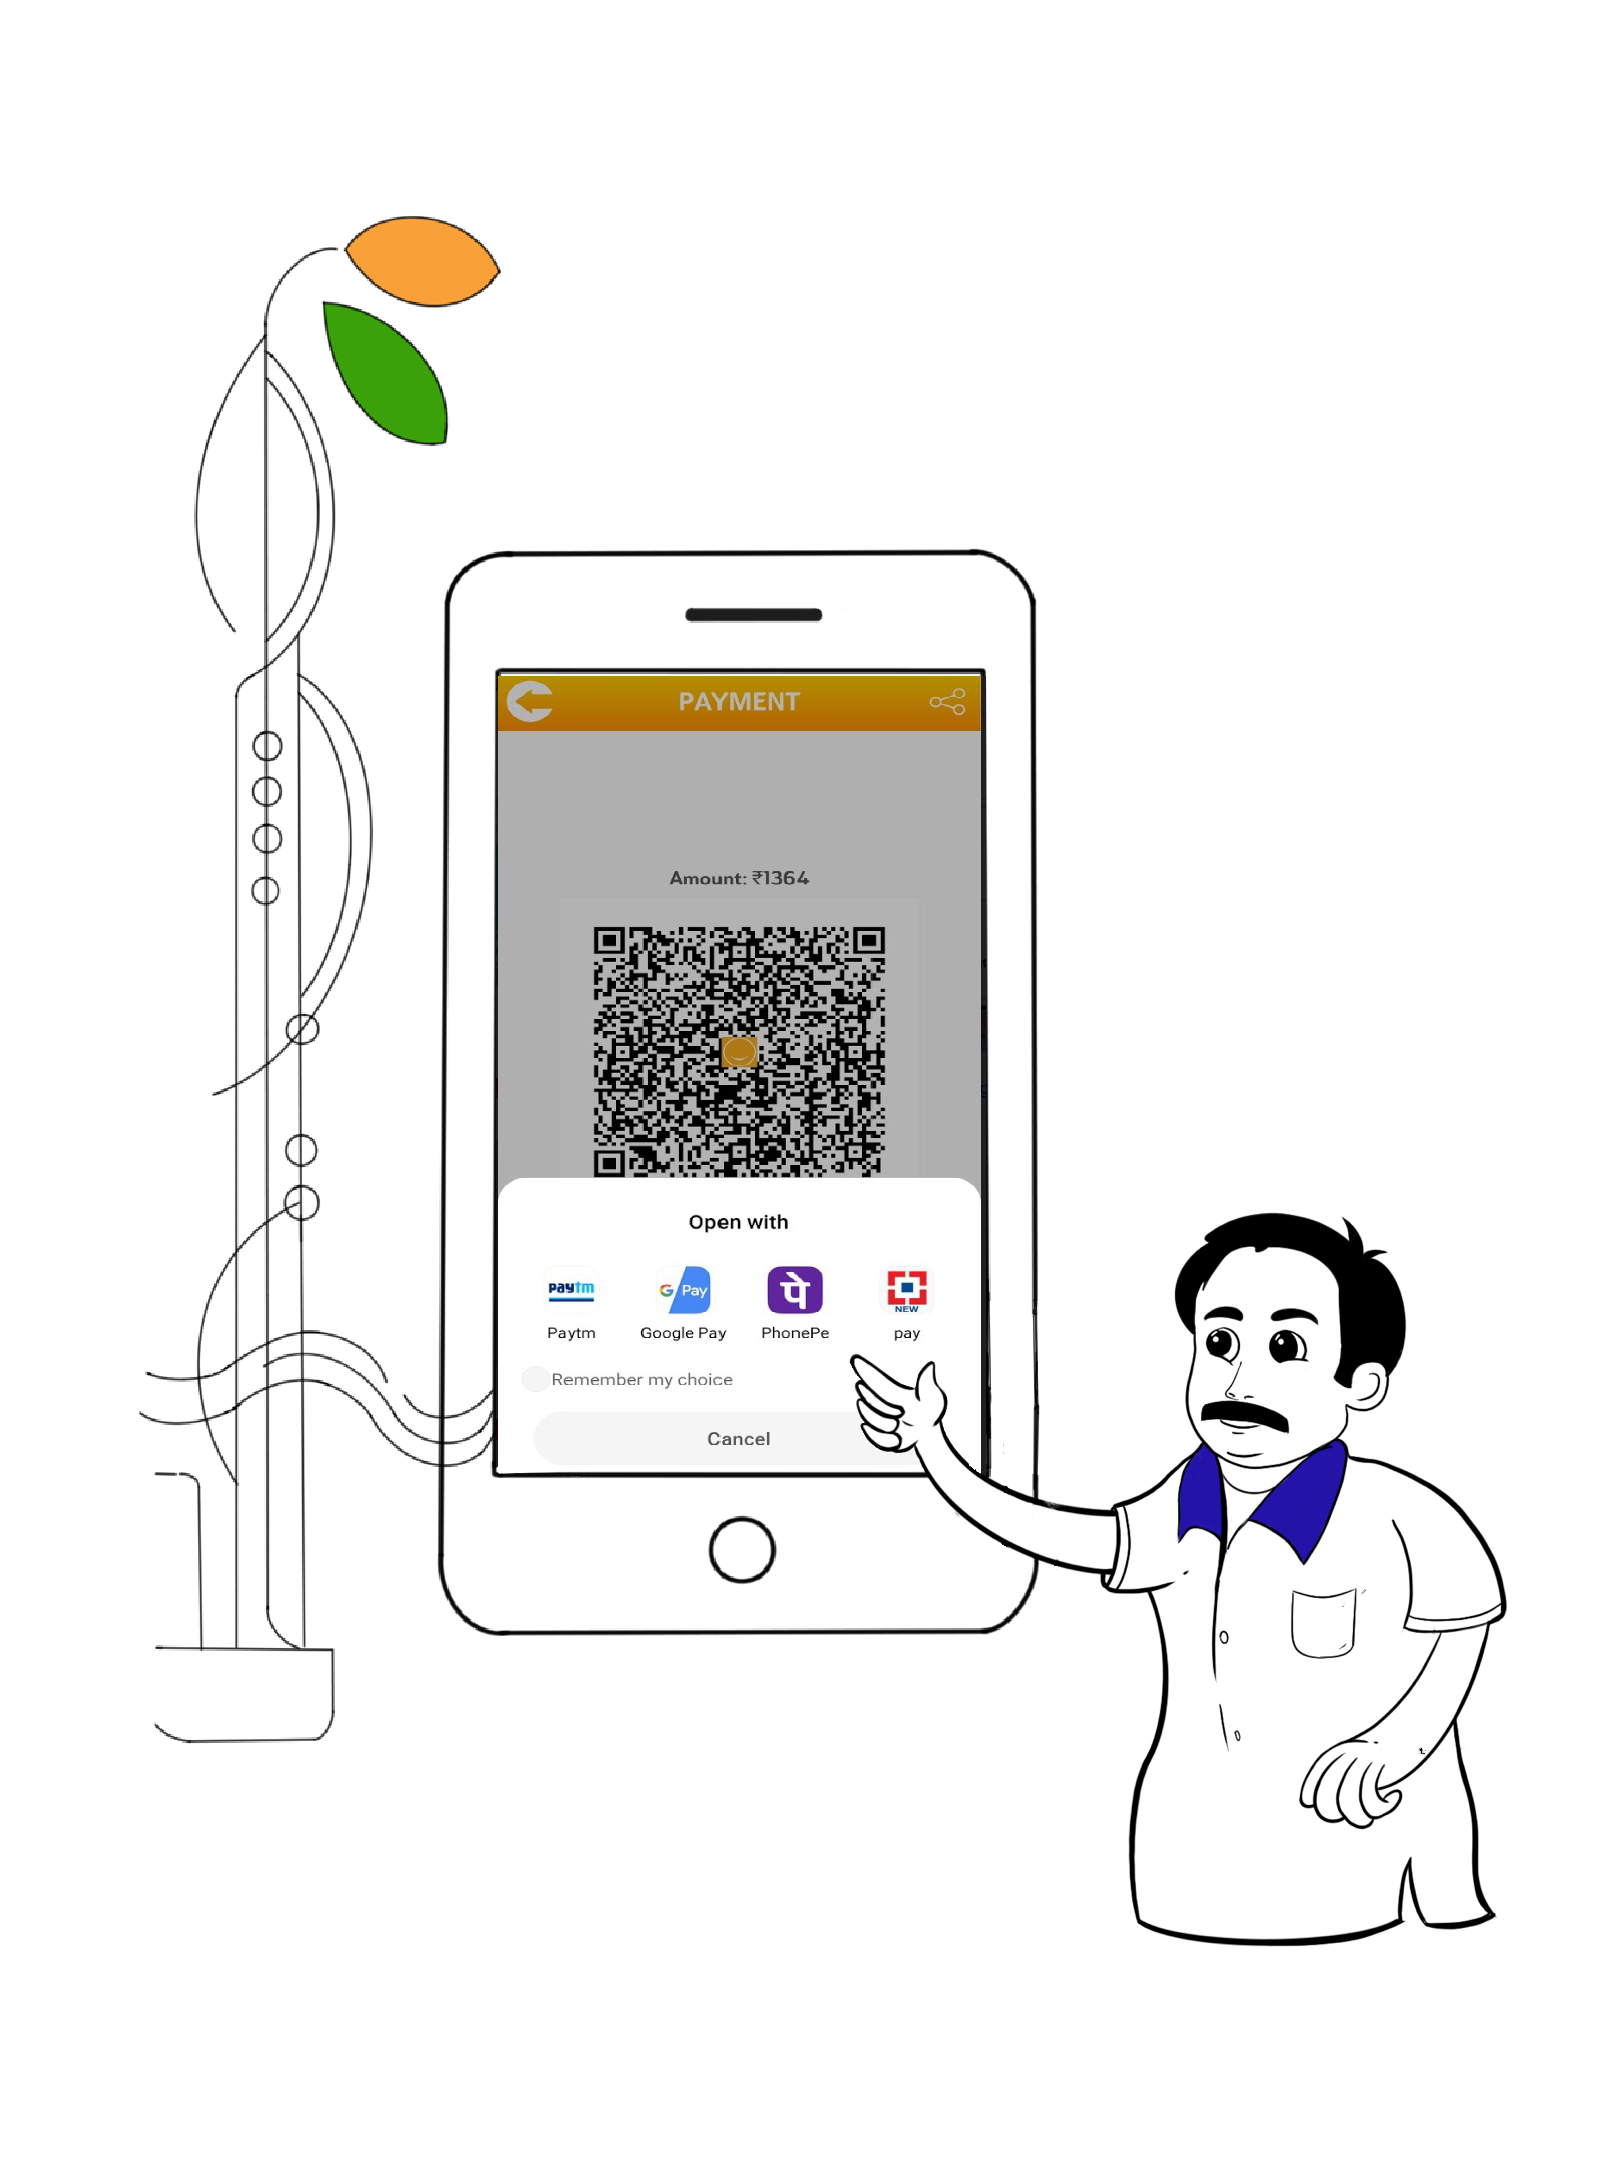 PAYMENT
Amount: ₹1364
Open with
paytm G Pay पे NEW
Paytm Google Pay PhonePe pay
Remember my choice
Cancel